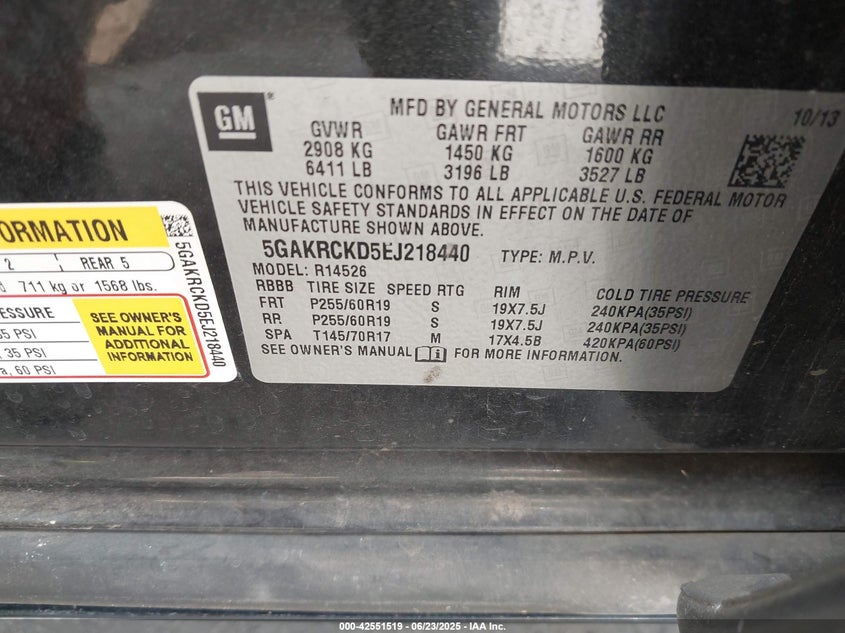 GM
MFD BY GENERAL MOTORS LLC 10/13
GVWR GAWR FRT GAWR RR
2908 KG 1450 KG 1600 KG
6411 LB 3196 LB 3527 LB
THIS VEHICLE CONFORMS TO ALL APPLICABLE U.S. FEDERAL MOTOR
VEHICLE SAFETY STANDARDS IN EFFECT ON THE DATE OF
MANUFACTURE SHOWN ABOVE.
5GAKRCKD5EJ218440 TYPE: M.P.V.
MODEL: R14526
RBBB TIRE SIZE SPEED RTG RIM COLD TIRE PRESSURE
FRT P255/60R19 S 19X7.5J 240KPA(35PSI)
RR P255/60R19 S 19X7.5J 240KPA(35PSI)
SPA T145/70R17 M 17X4.5B 420KPA(60PSI)
SEE OWNER'S MANUAL FOR MORE INFORMATION.
ORMATION
2 REAR 5
711 kg or 1568 lbs.
ESSURE
35 PSI
, 35 PSI
a, 60 PSI
SEE OWNER'S
MANUAL FOR
ADDITIONAL
INFORMATION
5GAKRCKD5EJ218440
000-42551519 - 06/23/2025 - IAA Inc.